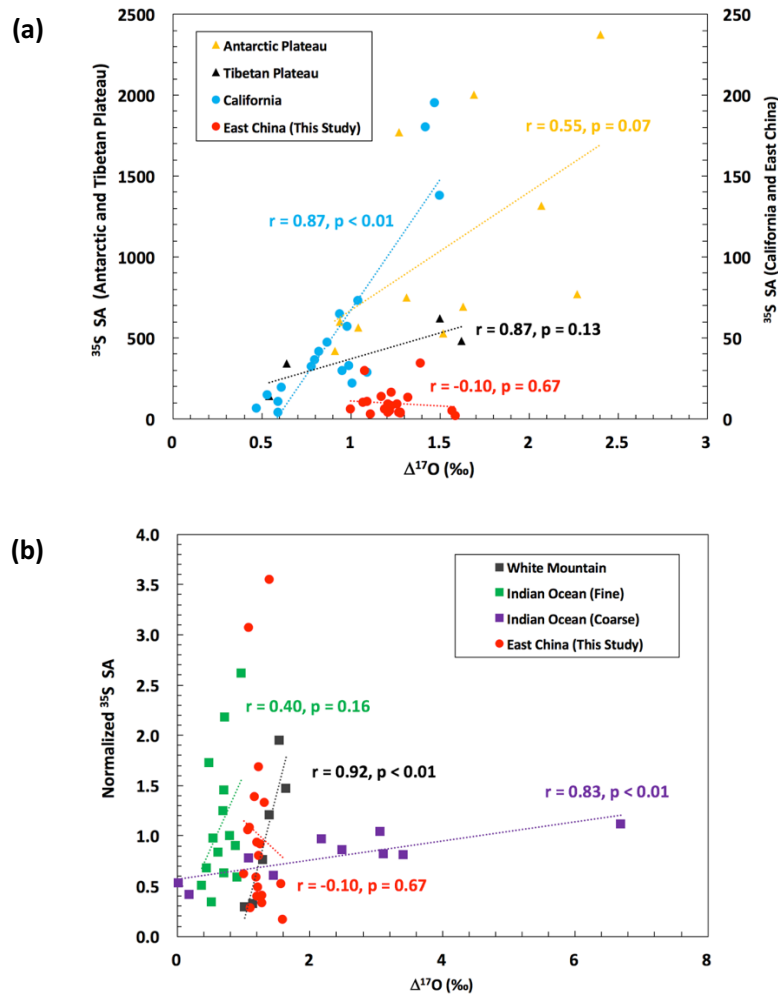 (a)
2500
2000
1500
1000
500
0
³⁵S SA (Antarctic and Tibetan Plateau)
Antarctic Plateau
Tibetan Plateau
California
East China (This Study)
r = 0.55, p = 0.07
r = 0.87, p < 0.01
r = 0.87, p = 0.13
r = -0.10, p = 0.67
250
200
150
100
50
0
³⁵S SA (California and East China)
0 0.5 1 1.5 2 2.5 3
Δ¹⁷O (‰)
(b)
4.0
3.5
3.0
2.5
2.0
1.5
1.0
0.5
0.0
Normalized ³⁵S SA
White Mountain
Indian Ocean (Fine)
Indian Ocean (Coarse)
East China (This Study)
r = 0.40, p = 0.16
r = 0.92, p < 0.01
r = 0.83, p < 0.01
r = -0.10, p = 0.67
0 2 4 6 8
Δ¹⁷O (‰)